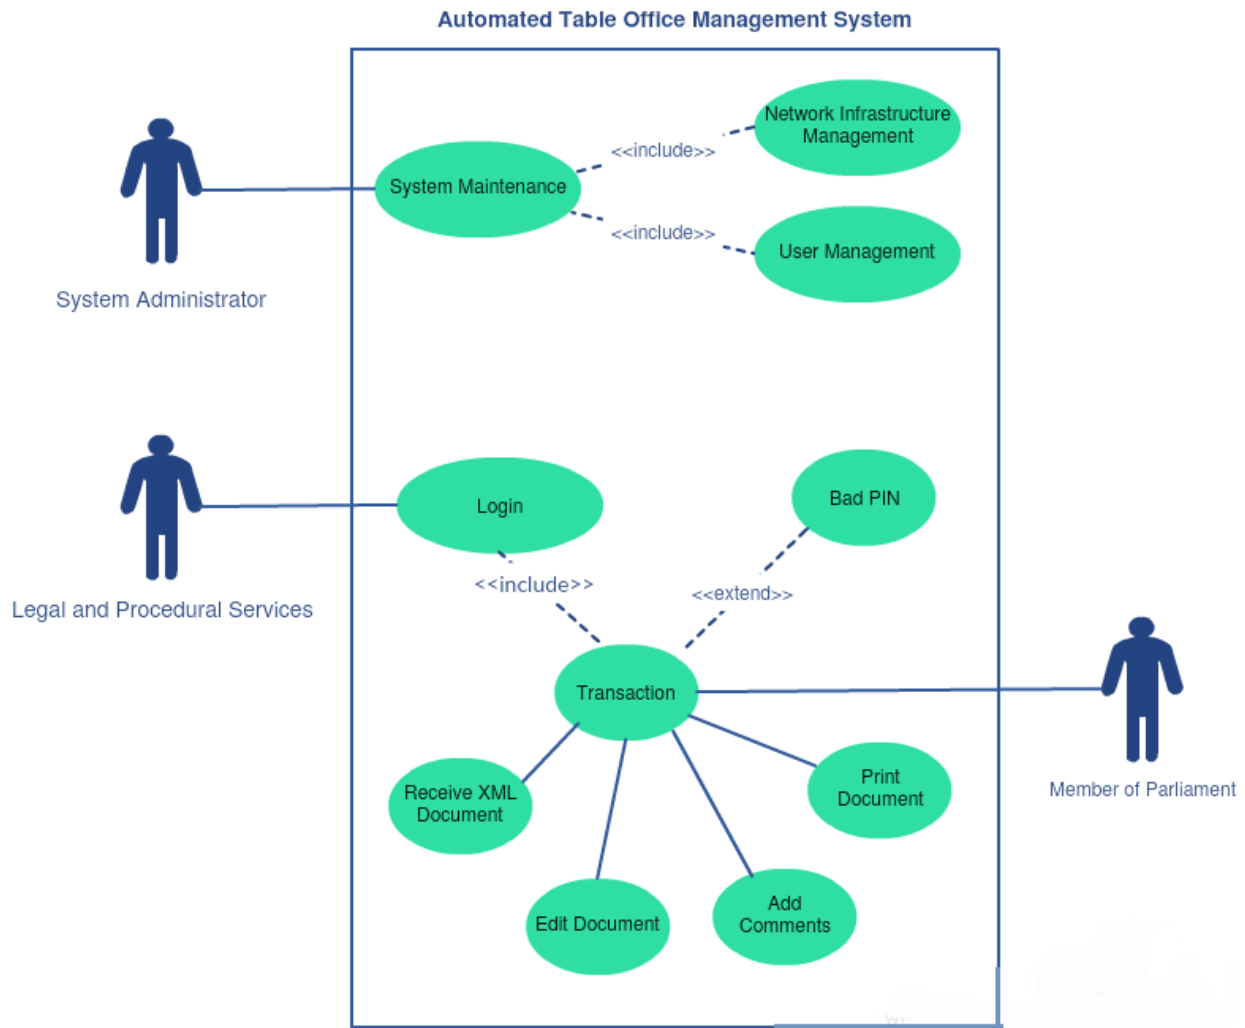 Automated Table Office Management System
Network Infrastructure
Management
<<include>>
System Maintenance
<<include>>
User Management
System Administrator
Login
Bad PIN
<<include>>
<<extend>>
Legal and Procedural Services
Transaction
Receive XML
Document
Print
Document
Member of Parliament
Edit Document
Add
Comments